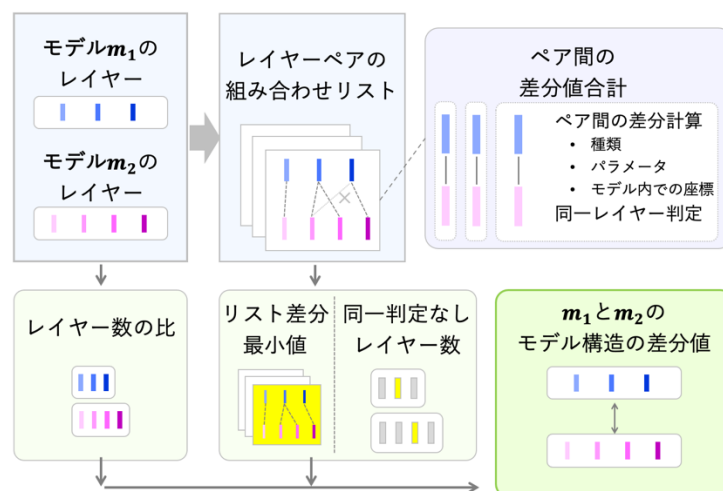 モデルm₁の
レイヤー
モデルm₂の
レイヤー
レイヤーペアの
組み合わせリスト
ペア間の
差分値合計
ペア間の差分計算
• 種類
• パラメータ
• モデル内での座標
同一レイヤー判定
レイヤー数の比
リスト差分
最小値
同一判定なし
レイヤー数
m₁とm₂の
モデル構造の差分値